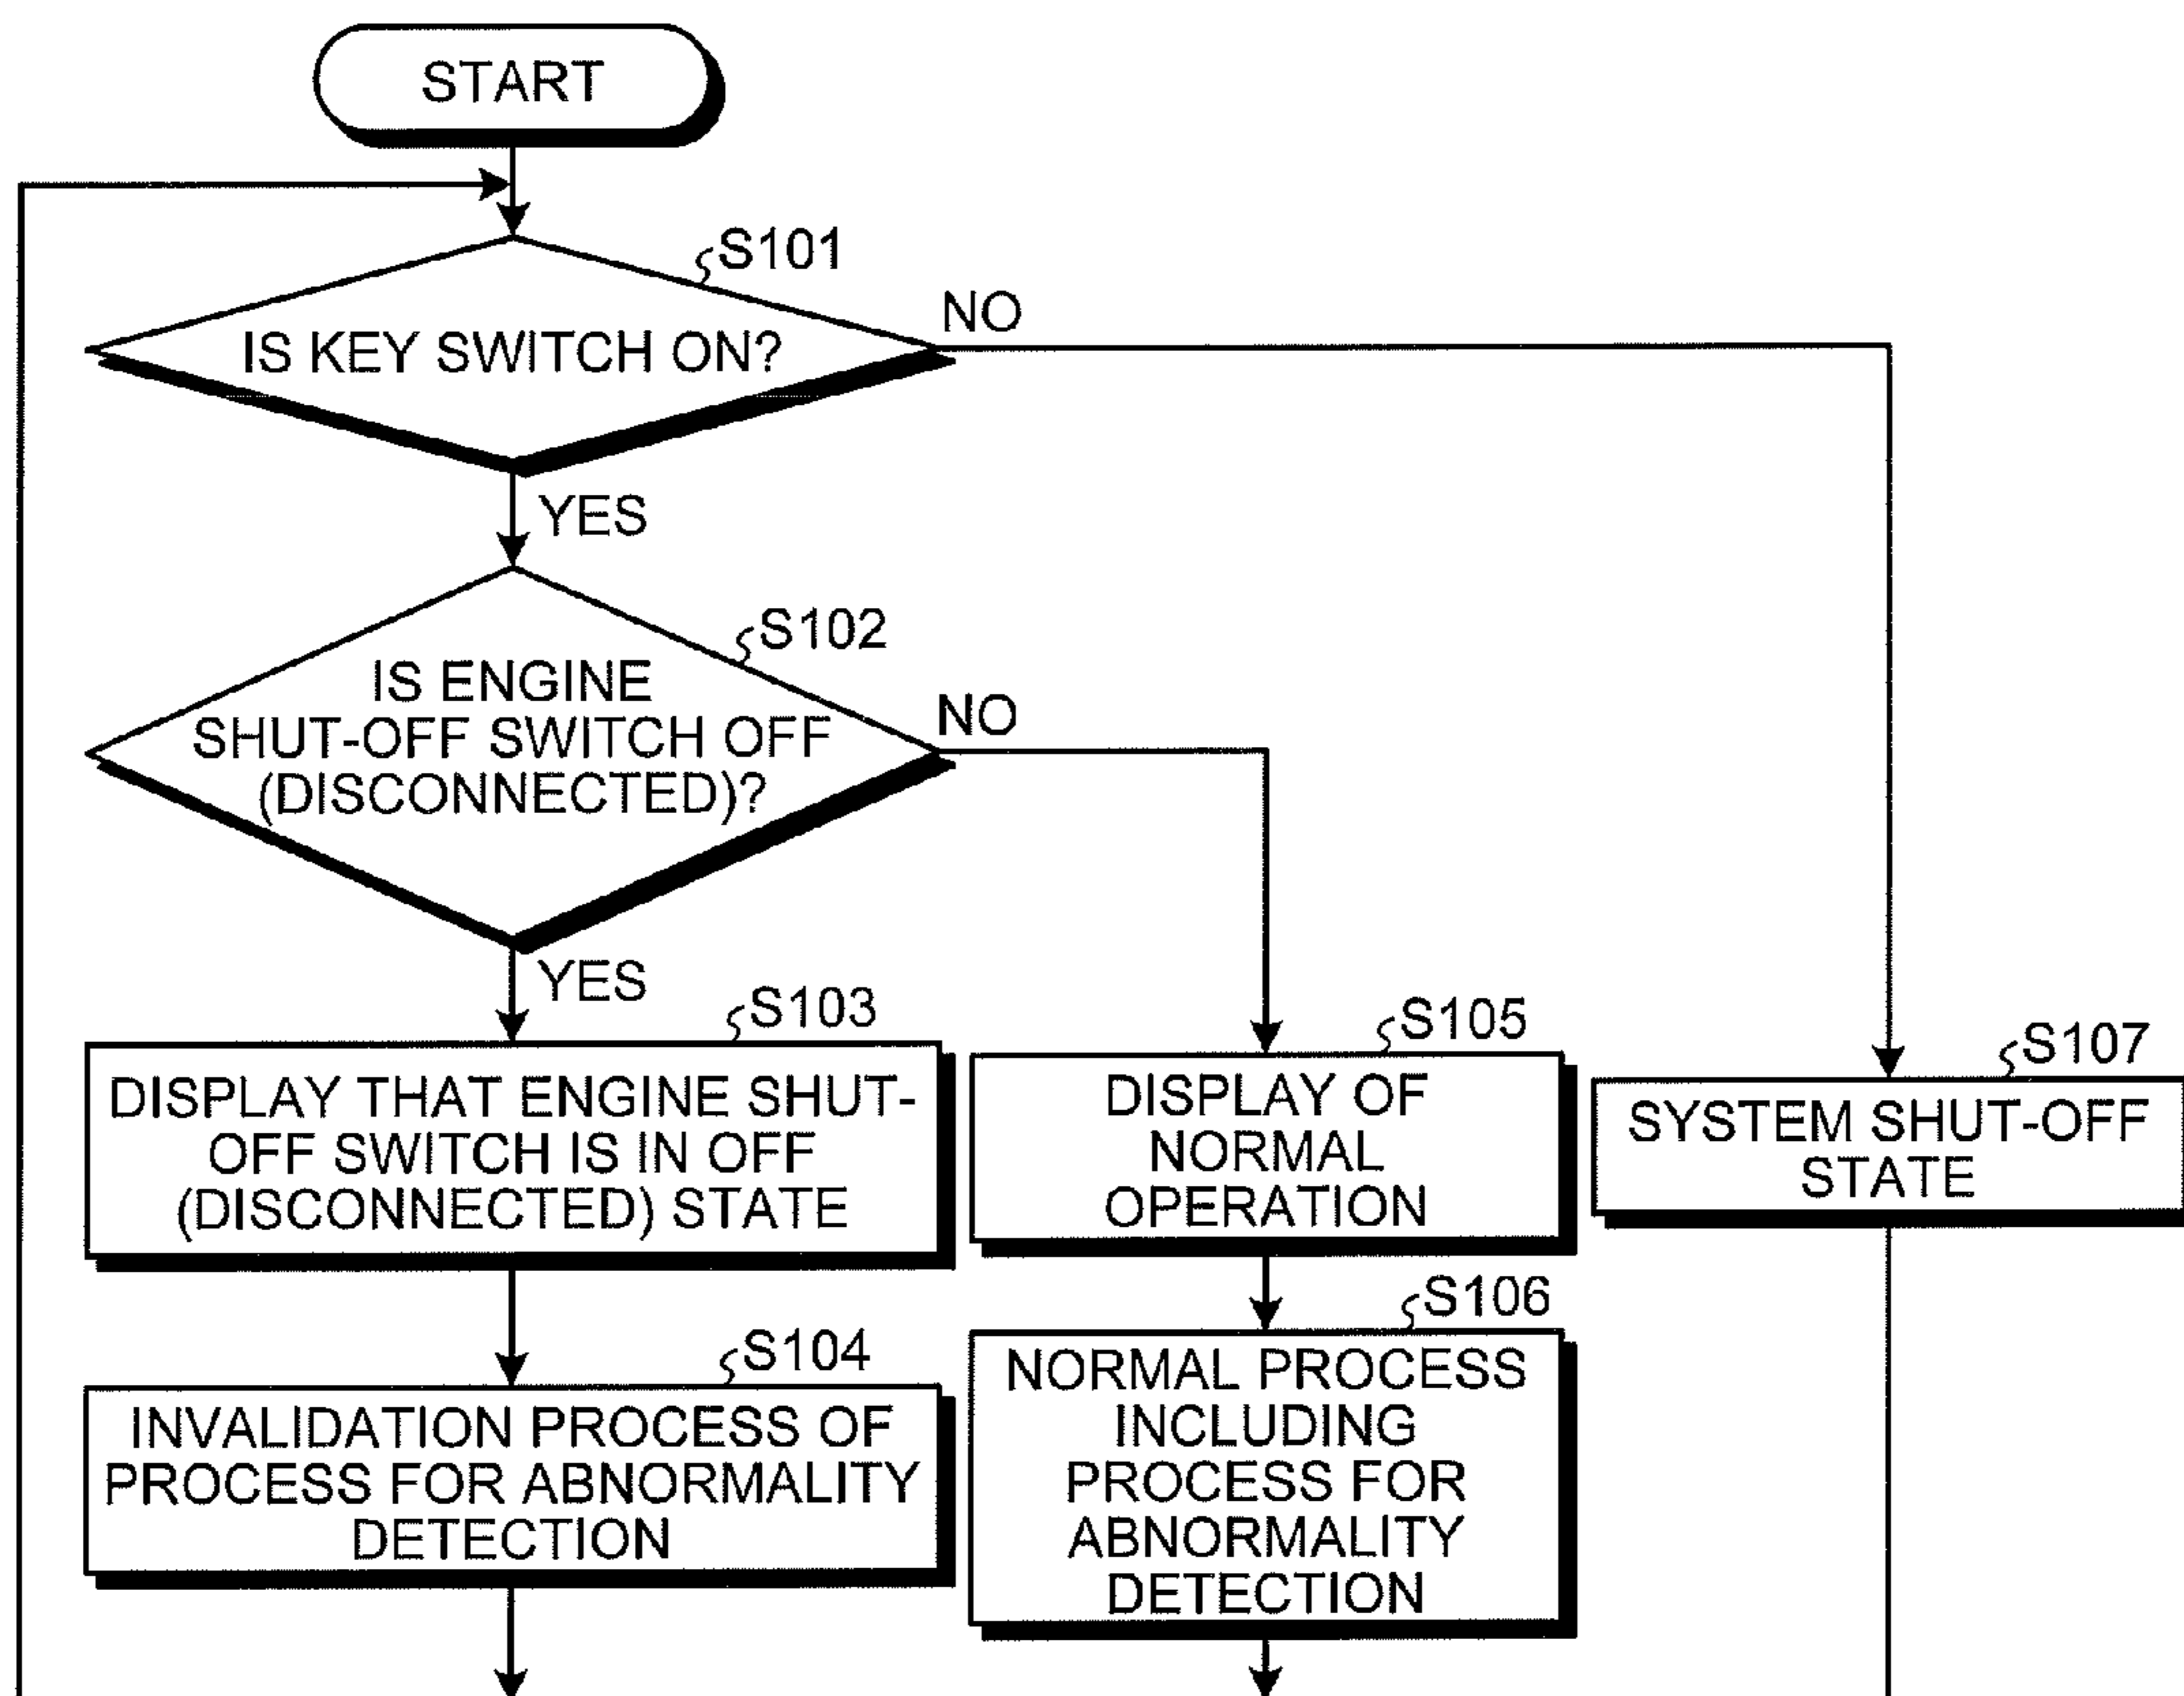 START
S101
IS KEY SWITCH ON?
NO
YES
S102
IS ENGINE
SHUT-OFF SWITCH OFF
(DISCONNECTED)?
NO
YES
S103
DISPLAY THAT ENGINE SHUT-
OFF SWITCH IS IN OFF
(DISCONNECTED) STATE
S104
INVALIDATION PROCESS OF
PROCESS FOR ABNORMALITY
DETECTION
S105
DISPLAY OF
NORMAL
OPERATION
S106
NORMAL PROCESS
INCLUDING
PROCESS FOR
ABNORMALITY
DETECTION
S107
SYSTEM SHUT-OFF
STATE